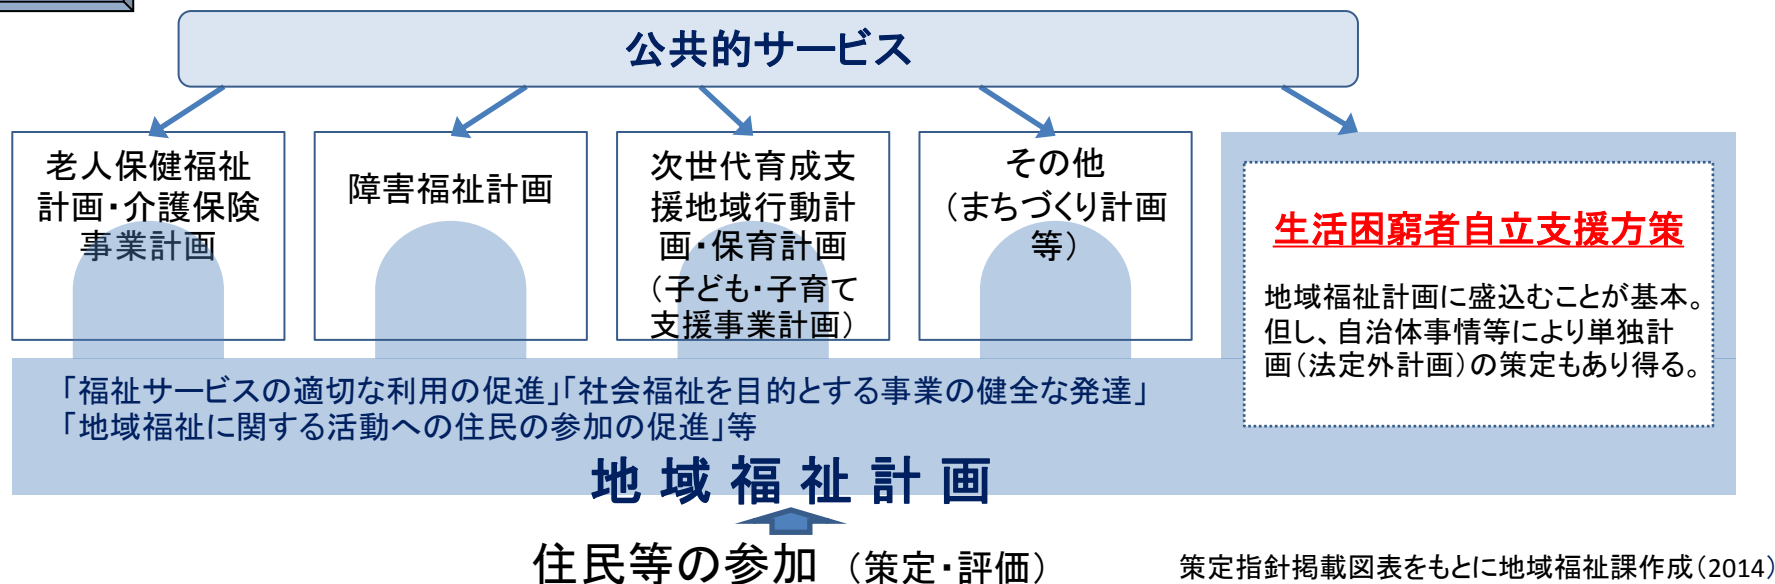 公共的サービス
老人保健福祉
計画・介護保険
事業計画
障害福祉計画
次世代育成支
援地域行動計
画・保育計画
（子ども・子育て
支援事業計画）
その他
（まちづくり計画
等）
生活困窮者自立支援方策
地域福祉計画に盛込むことが基本。
但し、自治体事情等により単独計
画（法定外計画）の策定もあり得る。
「福祉サービスの適切な利用の促進」「社会福祉を目的とする事業の健全な発達」
「地域福祉に関する活動への住民の参加の促進」等
地 域 福 祉 計 画
住民等の参加 （策定・評価）
策定指針掲載図表をもとに地域福祉課作成（2014）